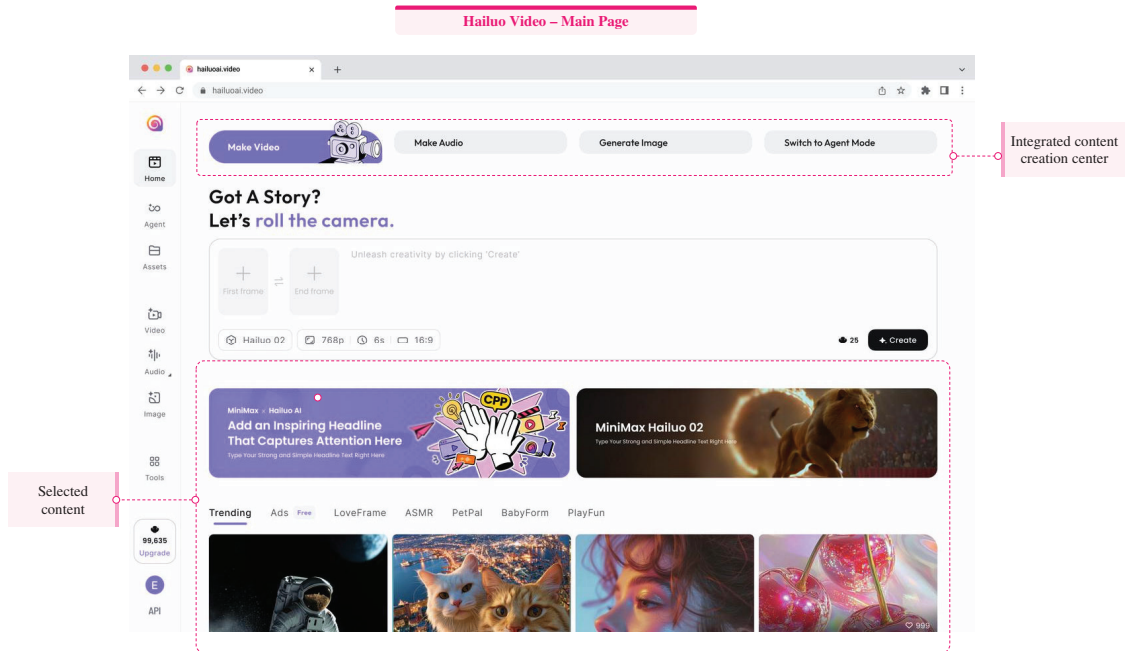 Hailuo Video – Main Page
hailuoai.video
hailuoai.video
Make Video
Make Audio
Generate Image
Switch to Agent Mode
Integrated content
creation center
Home
Agent
Assets
Video
Audio
Image
Tools
99,635
Upgrade
E
API
Got A Story?
Let's roll the camera.
First frame
End frame
Unleash creativity by clicking 'Create'
Hailuo 02
768p
6s
16:9
25
Create
MiniMax × Hailuo AI
Add an Inspiring Headline
That Captures Attention Here
Type Your Strong and Simple Headline Text Right Here
CPP
MiniMax Hailuo 02
Type Your Strong and Simple Headline Text Right Here
Selected
content
Trending
Ads Free
LoveFrame
ASMR
PetPal
BabyForm
PlayFun
999